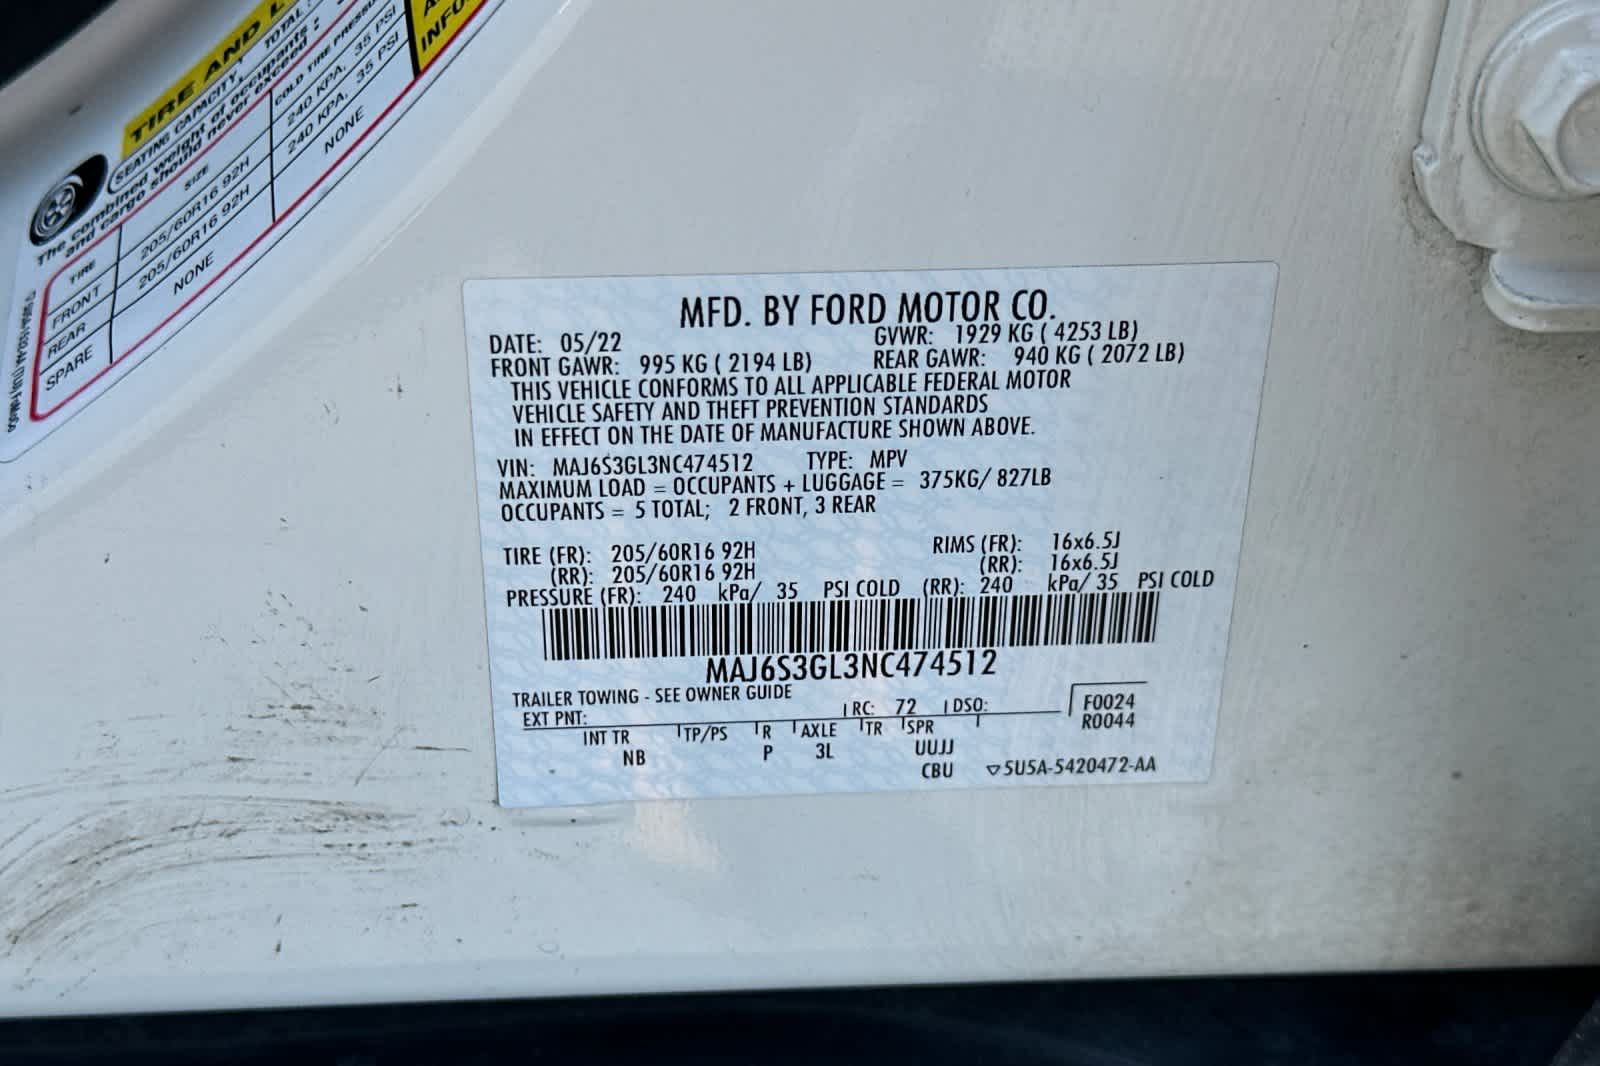 TIRE AND L
SEATING CAPACITY, TOTAL:
The combined weight of occupants
and cargo should never exceed :
TIRE SIZE COLD TIRE PRESSU
FRONT 205/60R16 92H 240 KPA, 35 PSI
REAR 205/60R16 92H 240 KPA, 35 PSI
SPARE NONE NONE
INFO
MFD. BY FORD MOTOR CO.
DATE: 05/22 GVWR: 1929 KG ( 4253 LB)
FRONT GAWR: 995 KG ( 2194 LB) REAR GAWR: 940 KG ( 2072 LB)
THIS VEHICLE CONFORMS TO ALL APPLICABLE FEDERAL MOTOR
VEHICLE SAFETY AND THEFT PREVENTION STANDARDS
IN EFFECT ON THE DATE OF MANUFACTURE SHOWN ABOVE.
VIN: MAJ6S3GL3NC474512 TYPE: MPV
MAXIMUM LOAD = OCCUPANTS + LUGGAGE = 375KG/ 827LB
OCCUPANTS = 5 TOTAL; 2 FRONT, 3 REAR
TIRE (FR): 205/60R16 92H RIMS (FR): 16x6.5J
(RR): 205/60R16 92H (RR): 16x6.5J
PRESSURE (FR): 240 kPa/ 35 PSI COLD (RR): 240 kPa/ 35 PSI COLD
MAJ6S3GL3NC474512
TRAILER TOWING - SEE OWNER GUIDE
EXT PNT: RC: 72 DSO: F0024
R0044
INT TR TP/PS R AXLE TR SPR
NB P 3L UUJJ
CBU ▽5U5A-5420472-AA